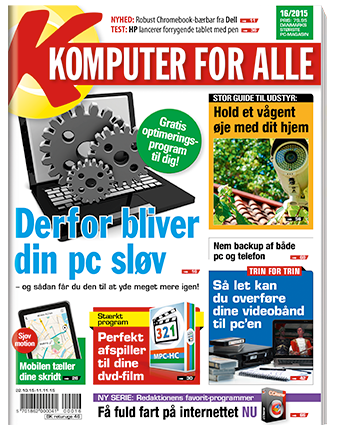 NYHED: Robust Chromebook-bærbar fra Dell
TEST: HP lancerer forrygende tablet med pen
16/2015
PRIS: 79,95
DANMARKS
STØRSTE
PC-MAGASIN
K
KOMPUTER FOR ALLE
Gratis
optimerings-
program
til dig!
STOR GUIDE TIL UDSTYR:
Hold et vågent
øje med dit hjem
Derfor bliver
din pc sløv
– og sådan får du den til at yde meget mere igen!
Nem backup af både
pc og telefon
TRIN FOR TRIN
Så let kan
du overføre
dine videobånd
til pc'en
Sjov
motion
Mobilen tæller
dine skridt
Stærkt
program
321
MPC-HC
Perfekt
afspiller
til dine
dvd-film
NY SERIE: Redaktionens favorit-programmer
Få fuld fart på internettet NU